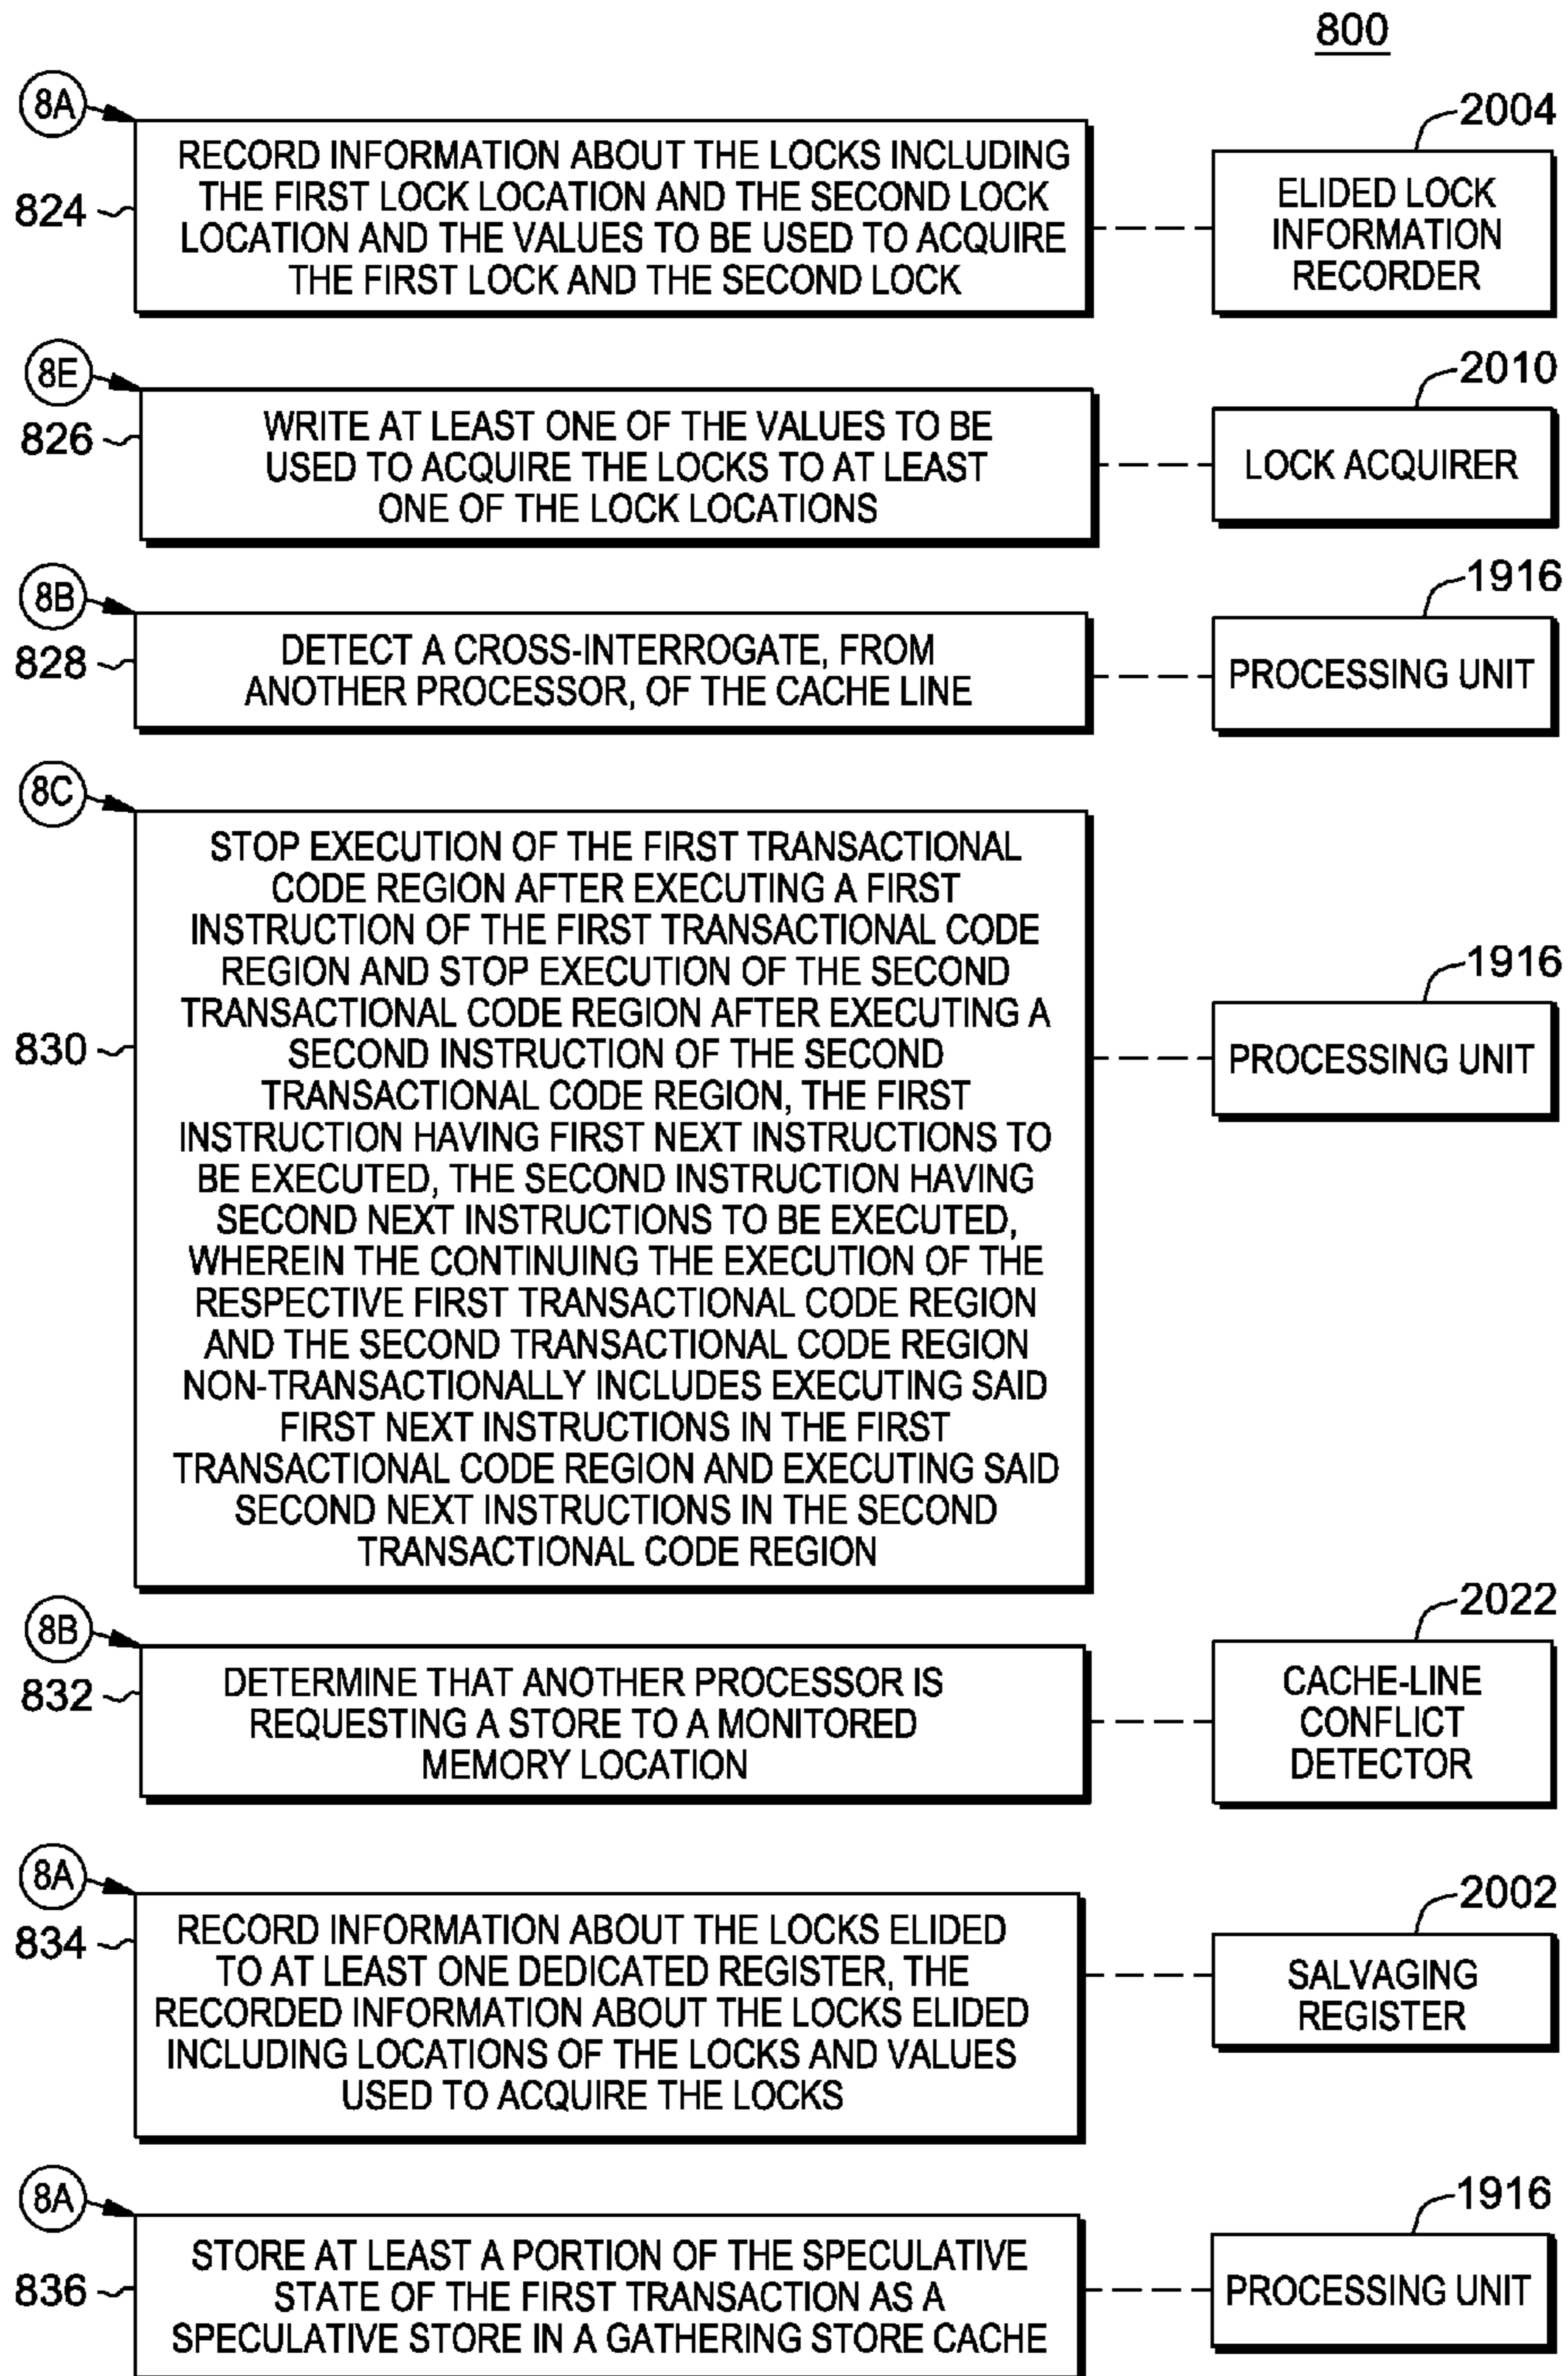 800
8A
824
RECORD INFORMATION ABOUT THE LOCKS INCLUDING
THE FIRST LOCK LOCATION AND THE SECOND LOCK
LOCATION AND THE VALUES TO BE USED TO ACQUIRE
THE FIRST LOCK AND THE SECOND LOCK
2004
ELIDED LOCK
INFORMATION
RECORDER
8E
826
WRITE AT LEAST ONE OF THE VALUES TO BE
USED TO ACQUIRE THE LOCKS TO AT LEAST
ONE OF THE LOCK LOCATIONS
2010
LOCK ACQUIRER
8B
828
DETECT A CROSS-INTERROGATE, FROM
ANOTHER PROCESSOR, OF THE CACHE LINE
1916
PROCESSING UNIT
8C
830
STOP EXECUTION OF THE FIRST TRANSACTIONAL
CODE REGION AFTER EXECUTING A FIRST
INSTRUCTION OF THE FIRST TRANSACTIONAL CODE
REGION AND STOP EXECUTION OF THE SECOND
TRANSACTIONAL CODE REGION AFTER EXECUTING A
SECOND INSTRUCTION OF THE SECOND
TRANSACTIONAL CODE REGION, THE FIRST
INSTRUCTION HAVING FIRST NEXT INSTRUCTIONS TO
BE EXECUTED, THE SECOND INSTRUCTION HAVING
SECOND NEXT INSTRUCTIONS TO BE EXECUTED,
WHEREIN THE CONTINUING THE EXECUTION OF THE
RESPECTIVE FIRST TRANSACTIONAL CODE REGION
AND THE SECOND TRANSACTIONAL CODE REGION
NON-TRANSACTIONALLY INCLUDES EXECUTING SAID
FIRST NEXT INSTRUCTIONS IN THE FIRST
TRANSACTIONAL CODE REGION AND EXECUTING SAID
SECOND NEXT INSTRUCTIONS IN THE SECOND
TRANSACTIONAL CODE REGION
1916
PROCESSING UNIT
8B
832
DETERMINE THAT ANOTHER PROCESSOR IS
REQUESTING A STORE TO A MONITORED
MEMORY LOCATION
2022
CACHE-LINE
CONFLICT
DETECTOR
8A
834
RECORD INFORMATION ABOUT THE LOCKS ELIDED
TO AT LEAST ONE DEDICATED REGISTER, THE
RECORDED INFORMATION ABOUT THE LOCKS ELIDED
INCLUDING LOCATIONS OF THE LOCKS AND VALUES
USED TO ACQUIRE THE LOCKS
2002
SALVAGING
REGISTER
8A
836
STORE AT LEAST A PORTION OF THE SPECULATIVE
STATE OF THE FIRST TRANSACTION AS A
SPECULATIVE STORE IN A GATHERING STORE CACHE
1916
PROCESSING UNIT